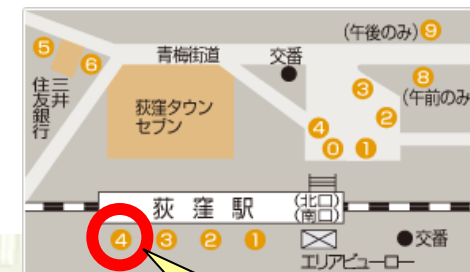 (午後のみ) 9
5
6
青梅街道
交番
8
(午前のみ
三井
住友銀行
荻窪タウン
セブン
3
2
4
0
1
荻窪駅
(北口)
(南口)
4
3
2
1
交番
エリアビューロー